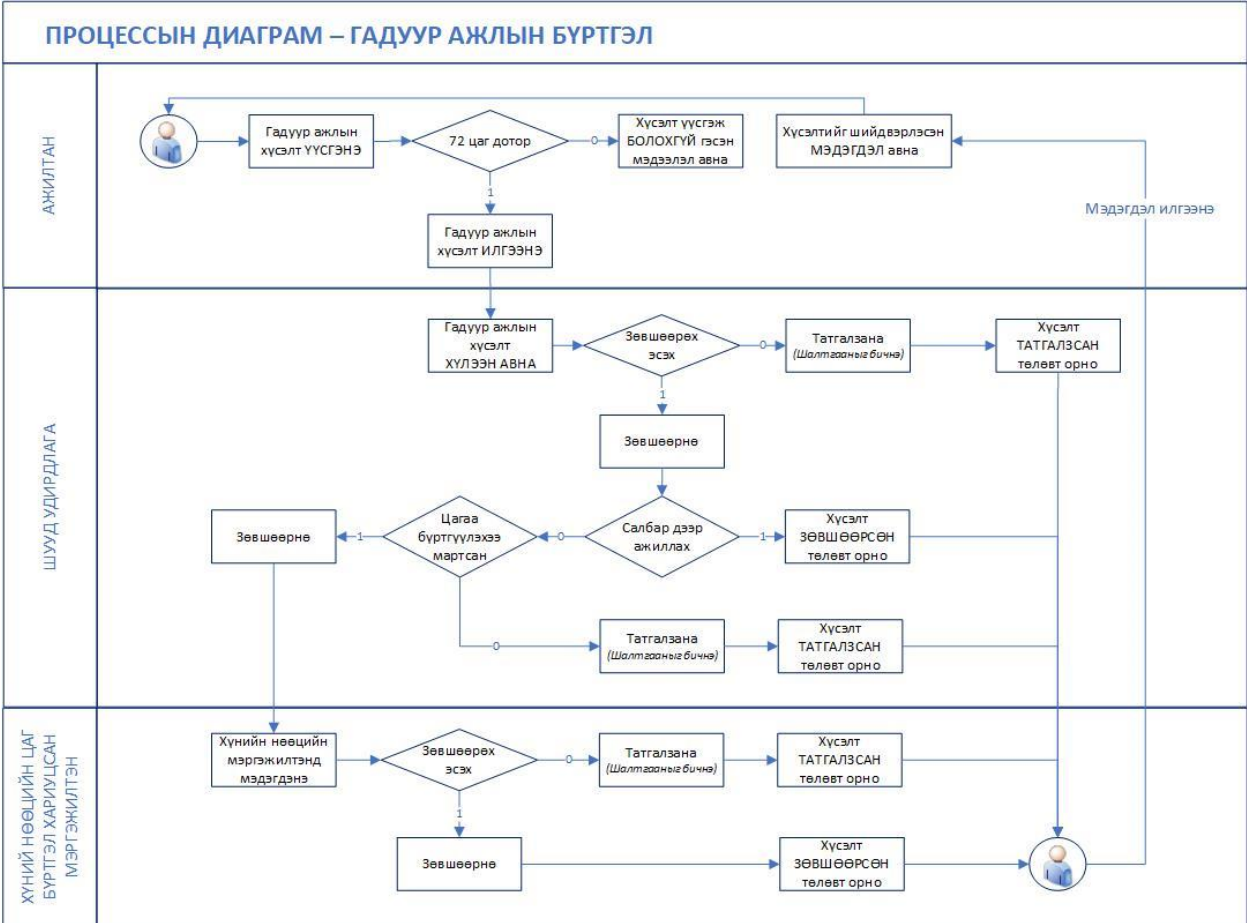 ПРОЦЕССЫН ДИАГРАМ – ГАДУУР АЖЛЫН БҮРТГЭЛ
АЖИЛТАН
Гадуур ажлын
хүсэлт ҮҮСГЭНЭ
72 цаг дотор
0
Хүсэлт үүсгэж
БОЛОХГҮЙ гэсэн
мэдээлэл авна
Хүсэлтийг шийдвэрлэсэн
МЭДЭГДЭЛ авна
1
Мэдэгдэл илгээнэ
Гадуур ажлын
хүсэлт ИЛГЭЭНЭ
ШУУД УДИРДЛАГА
Гадуур ажлын
хүсэлт
ХҮЛЭЭН АВНА
Зөвшөөрөх
эсэх
0
Татгалзана
(Шалтгааныг бичнэ)
Хүсэлт
ТАТГАЛЗСАН
төлөвт орно
1
Зөвшөөрнө
Зөвшөөрнө
1
Цагаа
бүртгүүлэхээ
мартсан
0
Салбар дээр
ажиллах
1
Хүсэлт
ЗӨВШӨӨРСӨН
төлөвт орно
0
Татгалзана
(Шалтгааныг бичнэ)
Хүсэлт
ТАТГАЛЗСАН
төлөвт орно
ХҮНИЙ НӨӨЦИЙН ЦАГ
БҮРТГЭЛ ХАРИУЦСАН
МЭРГЭЖИЛТЭН
Хүнийн нөөцийн
мэргэжилтэнд
мэдэгдэнэ
Зөвшөөрөх
эсэх
0
Татгалзана
(Шалтгааныг бичнэ)
Хүсэлт
ТАТГАЛЗСАН
төлөвт орно
1
Зөвшөөрнө
Хүсэлт
ЗӨВШӨӨРСӨН
төлөвт орно